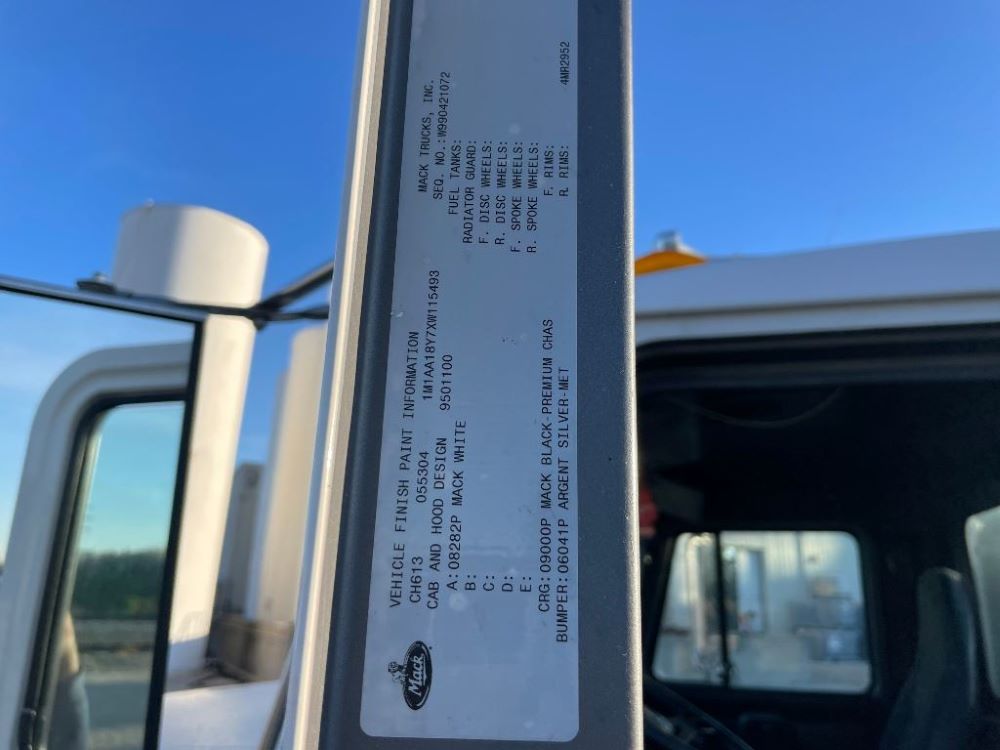 Mack
VEHICLE FINISH PAINT INFORMATION MACK TRUCKS, INC.
CH613 055304 1M1AA18Y7XW115493 SEQ. NO.:W990421072
CAB AND HOOD DESIGN 9501100 FUEL TANKS:
A:08282P MACK WHITE RADIATOR GUARD:
B: F. DISC WHEELS:
C: R. DISC WHEELS:
D: F. SPOKE WHEELS:
E: R. SPOKE WHEELS:
CRG:09000P MACK BLACK-PREMIUM CHAS F. RIMS:
BUMPER:06041P ARGENT SILVER-MET R. RIMS: 4MR2952